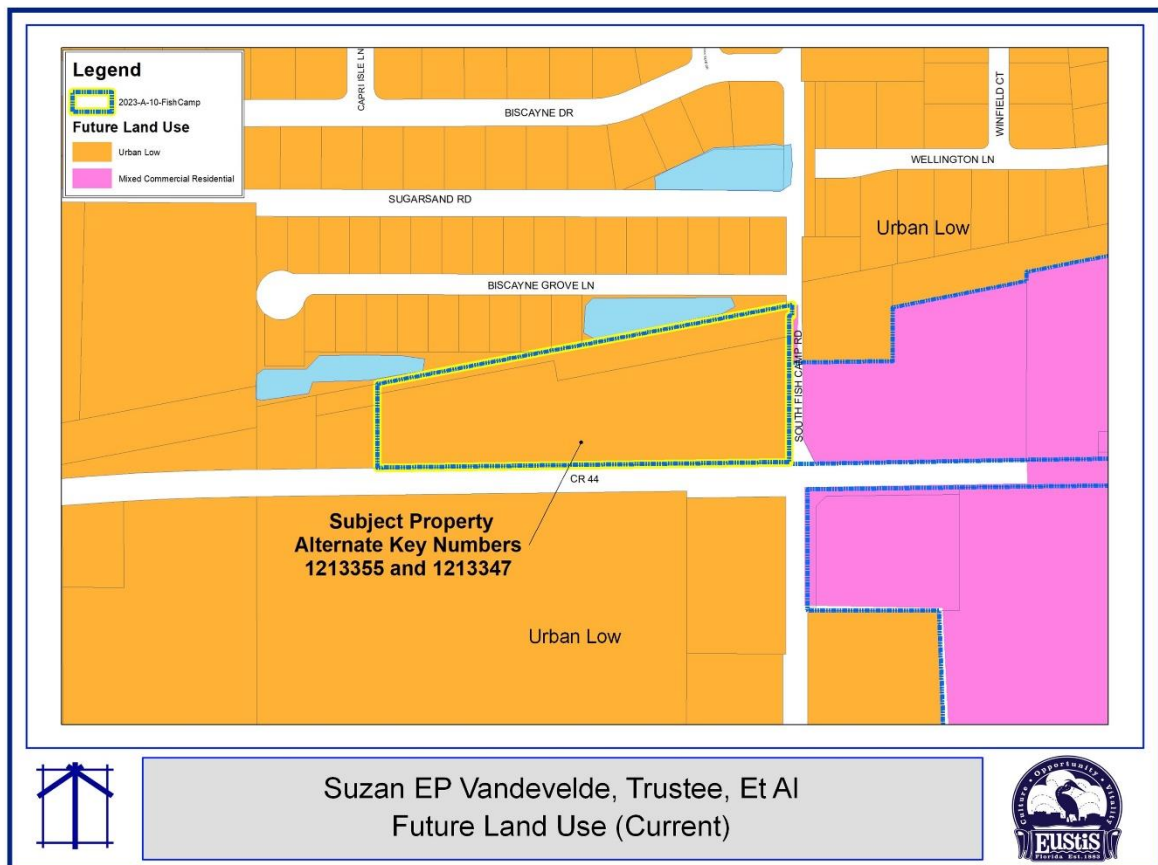 Legend
2023-A-10-FishCamp
Future Land Use
Urban Low
Mixed Commercial Residential
CAPRI ISLE LN
BISCAYNE DR
WINFIELD CT
WELLINGTON LN
SUGARSAND RD
Urban Low
BISCAYNE GROVE LN
SOUTH FISH CAMP RD
CR 44
Subject Property
Alternate Key Numbers
1213355 and 1213347
Urban Low
Suzan EP Vandevelde, Trustee, Et Al
Future Land Use (Current)
Culture • Opportunity • Vitality
EUSTIS
Florida Est. 1883